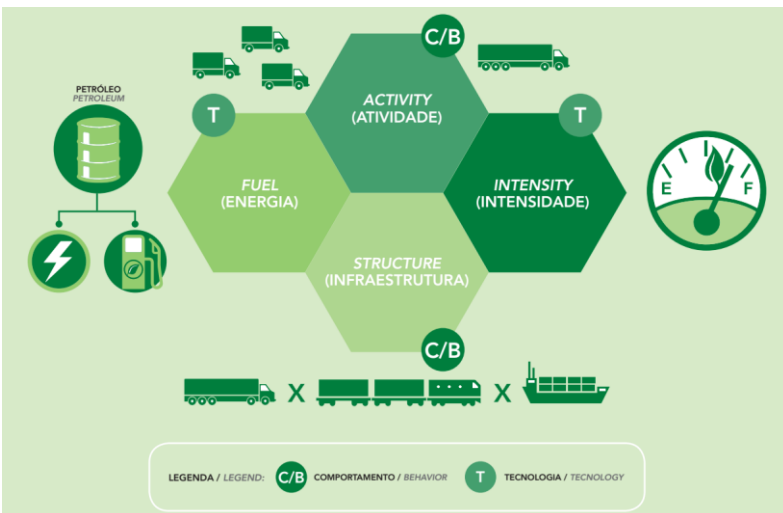 C/B
PETRÓLEO
PETROLEUM
ACTIVITY
(ATIVIDADE)
T
T
FUEL
(ENERGIA)
INTENSITY
(INTENSIDADE)
E F
STRUCTURE
(INFRAESTRUTURA)
C/B
X X
LEGENDA / LEGEND: C/B COMPORTAMENTO / BEHAVIOR T TECNOLOGIA / TECNOLOGY